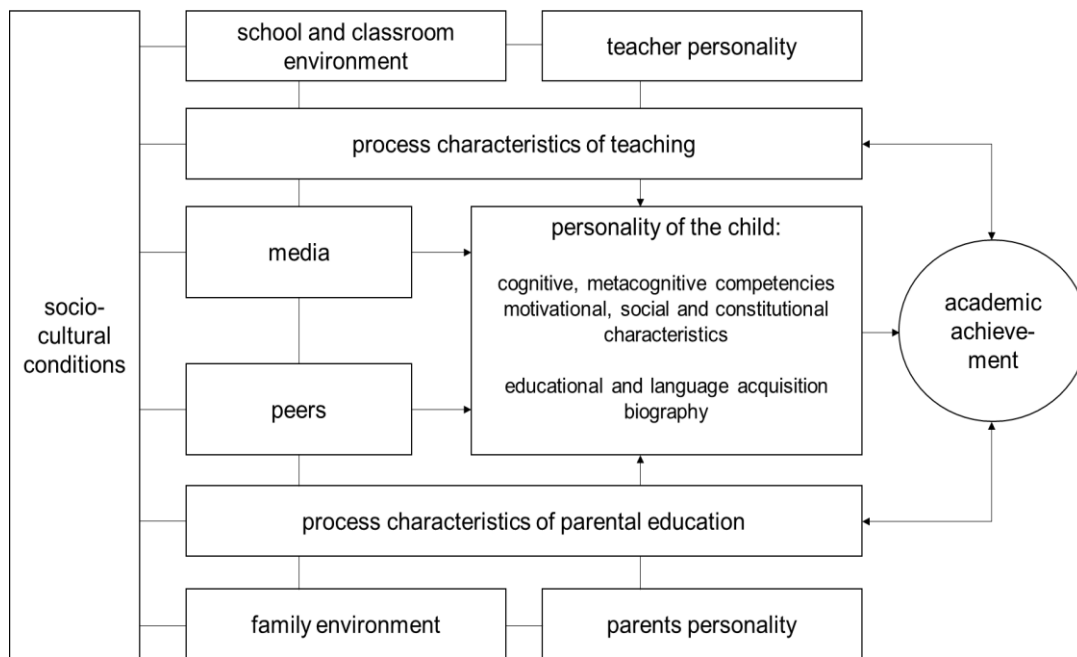 school and classroom
environment
teacher personality
process characteristics of teaching
media
personality of the child:
cognitive, metacognitive competencies
motivational, social and constitutional
characteristics
educational and language acquisition
biography
socio-
cultural
conditions
academic
achieve-
ment
peers
process characteristics of parental education
family environment
parents personality